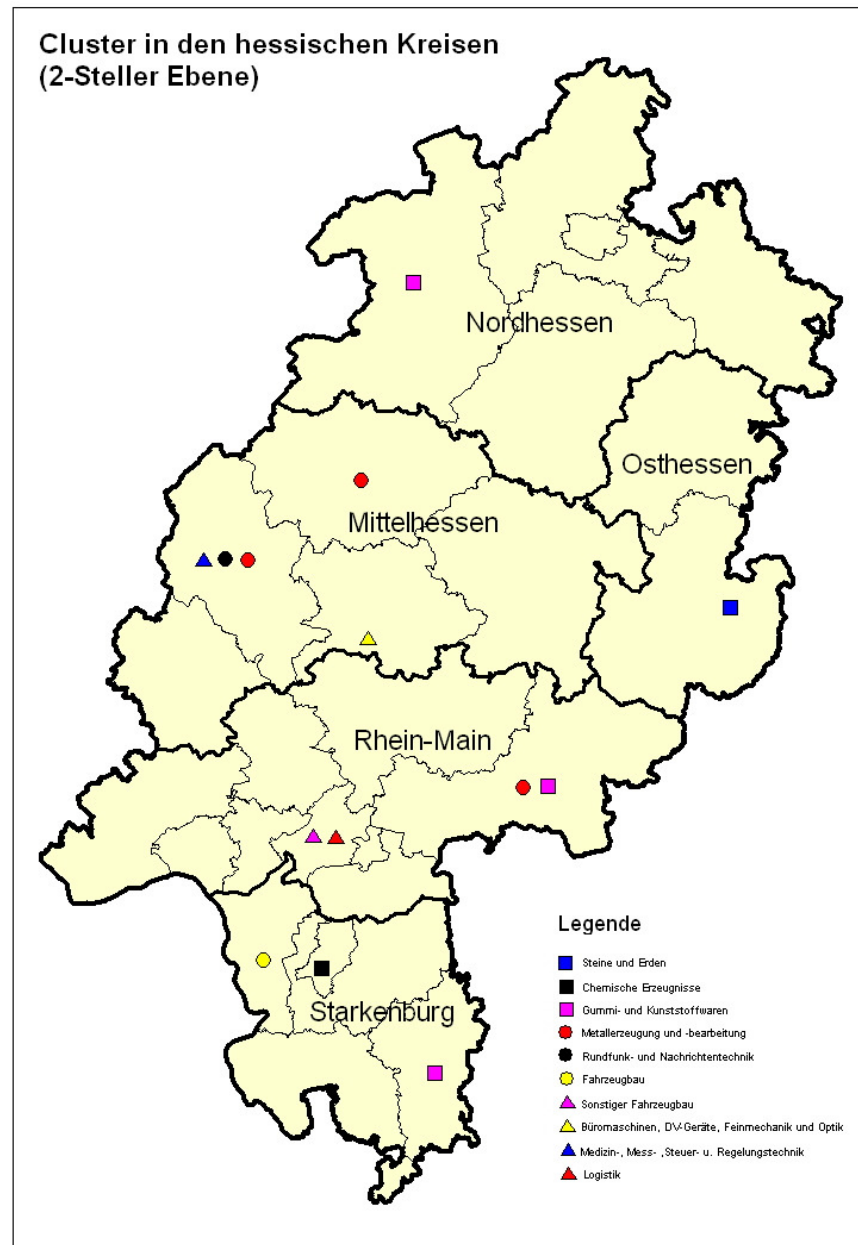 Cluster in den hessischen Kreisen
(2-Steller Ebene)
Nordhessen
Osthessen
Mittelhessen
Rhein-Main
Starkenburg
Legende
Steine und Erden
Chemische Erzeugnisse
Gummi- und Kunststoffwaren
Metallerzeugung und -bearbeitung
Rundfunk- und Nachrichtentechnik
Fahrzeugbau
Sonstiger Fahrzeugbau
Büromaschinen, DV-Geräte, Feinmechanik und Optik
Medizin-, Mess- ,Steuer- u. Regelungstechnik
Logistik